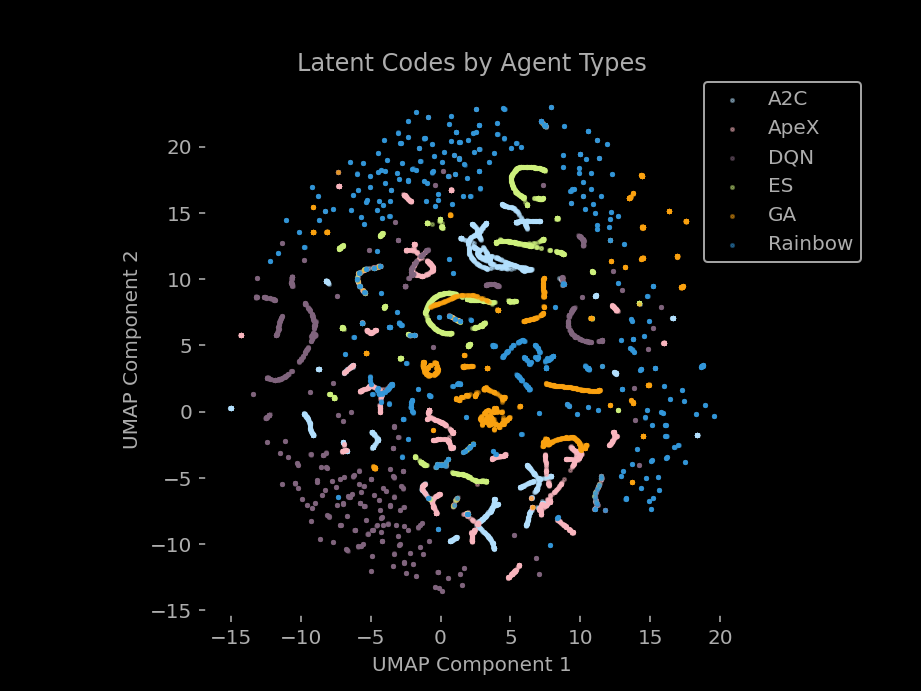 Latent Codes by Agent Types
A2C
ApeX
DQN
ES
GA
Rainbow
UMAP Component 2
20
15
10
5
0
−5
−10
−15
−15 −10 −5 0 5 10 15 20
UMAP Component 1